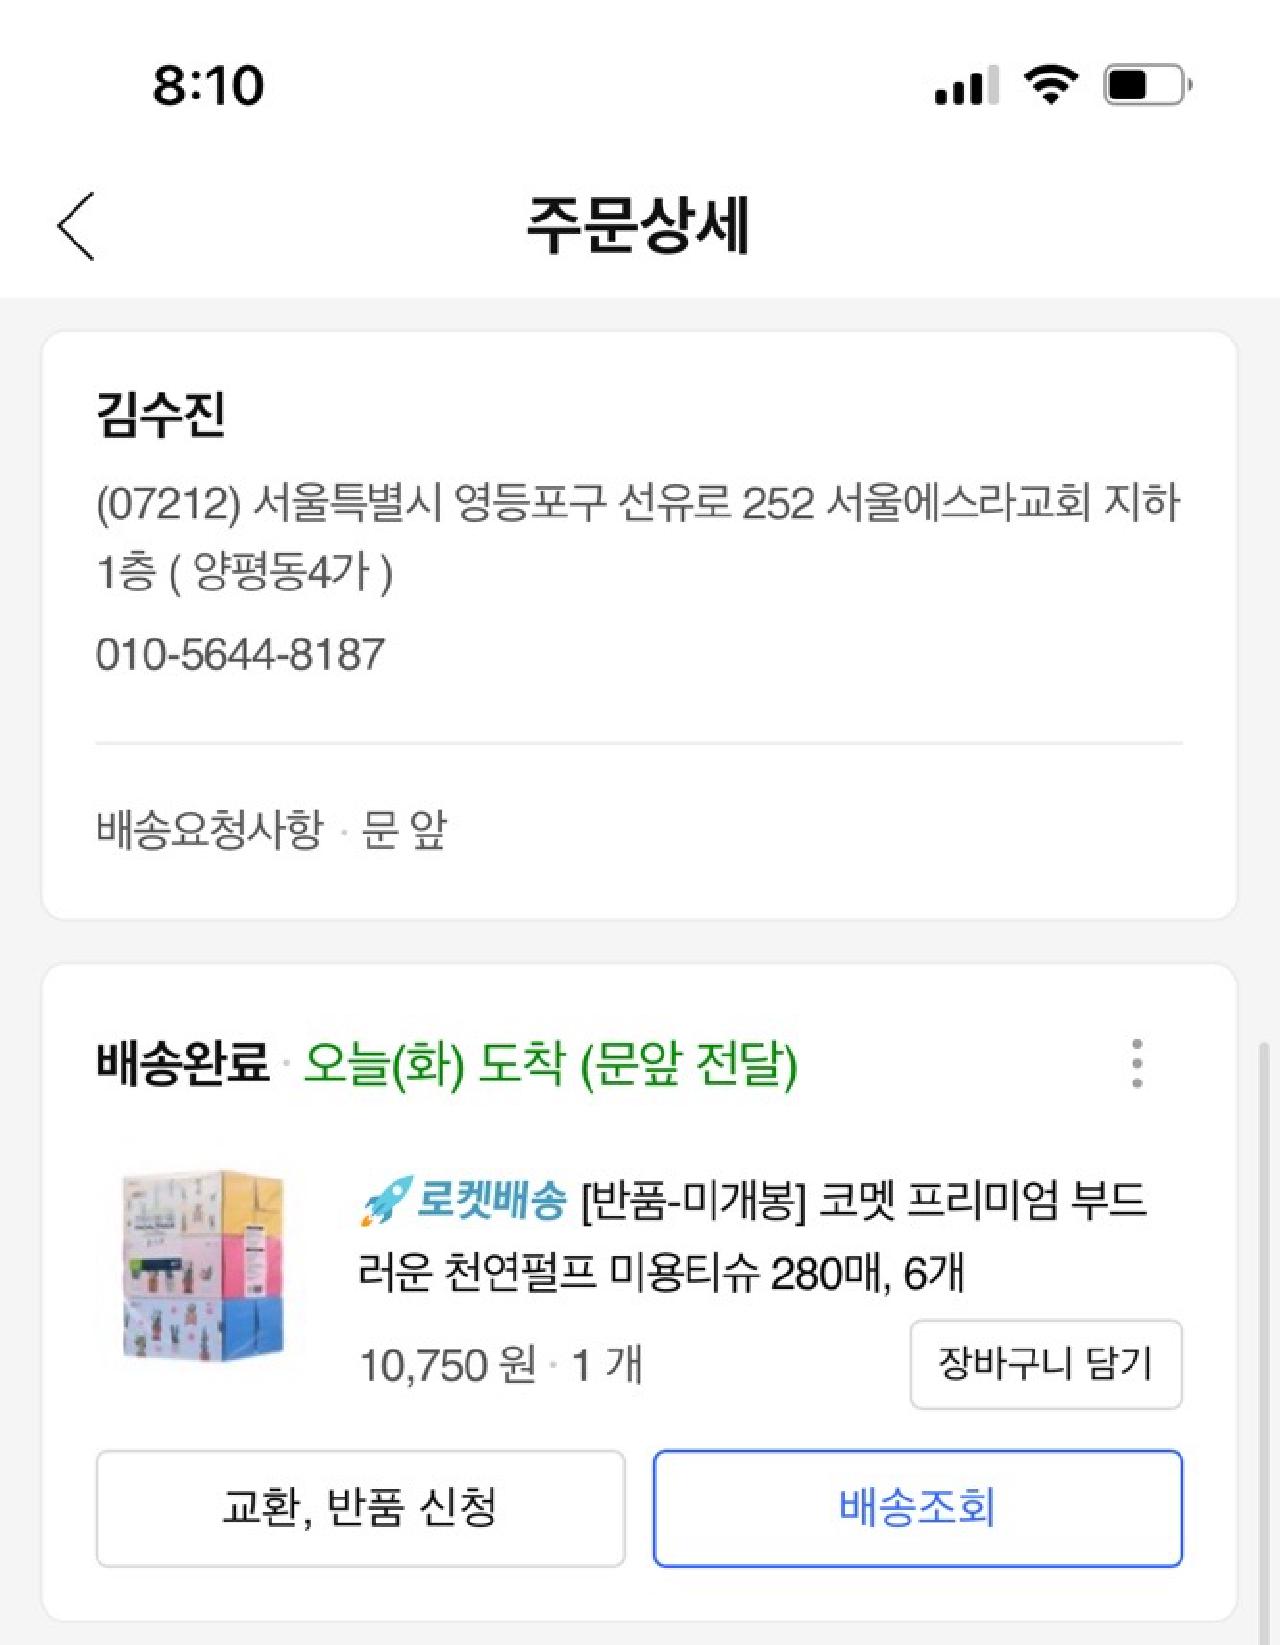 8:10
주문상세
김수진
(07212) 서울특별시 영등포구 선유로 252 서울에스라교회 지하
1층 ( 양평동4가 )
010-5644-8187
배송요청사항 · 문 앞
배송완료 · 오늘(화) 도착 (문앞 전달)
로켓배송 [반품-미개봉] 코멧 프리미엄 부드
러운 천연펄프 미용티슈 280매, 6개
10,750 원 · 1 개
장바구니 담기
교환, 반품 신청
배송조회